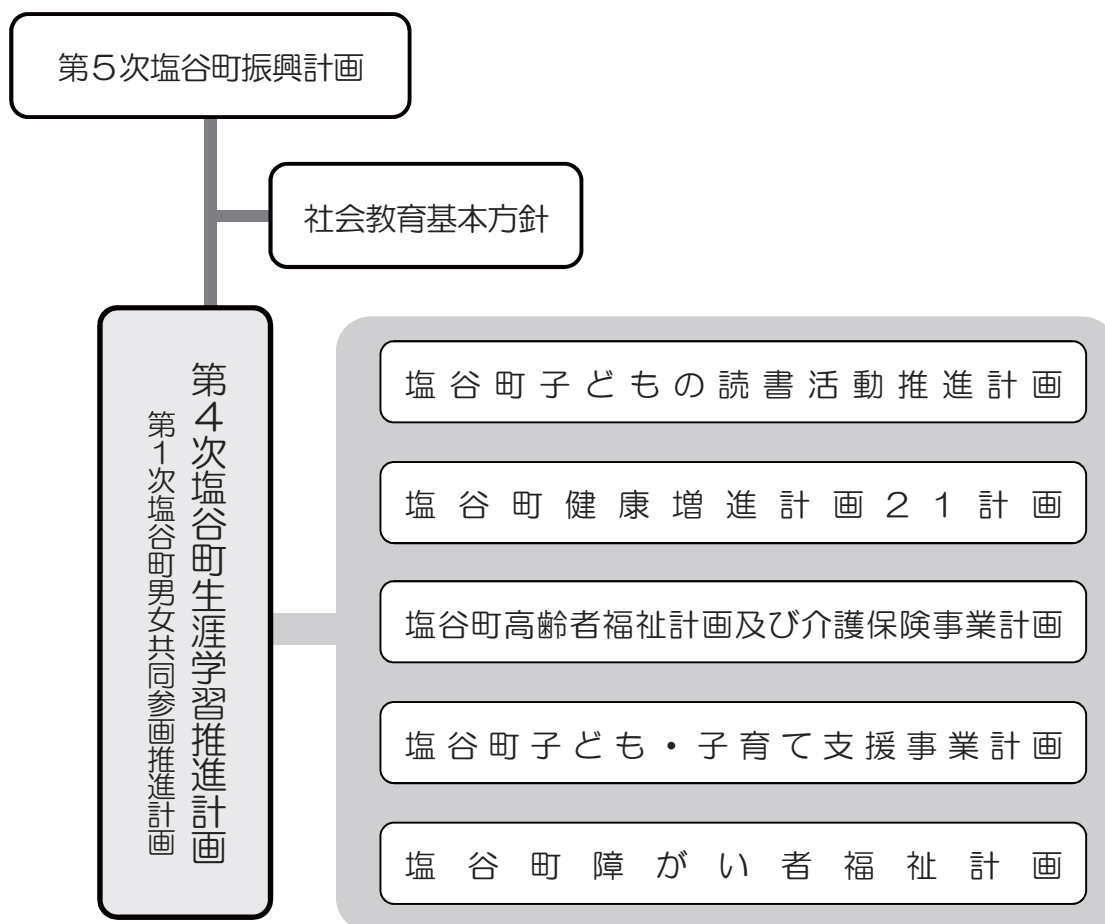 第５次塩谷町振興計画
社会教育基本方針
第４次塩谷町生涯学習推進計画
第１次塩谷町男女共同参画推進計画
塩谷町子どもの読書活動推進計画
塩谷町健康増進計画２１計画
塩谷町高齢者福祉計画及び介護保険事業計画
塩谷町子ども・子育て支援事業計画
塩谷町障がい者福祉計画